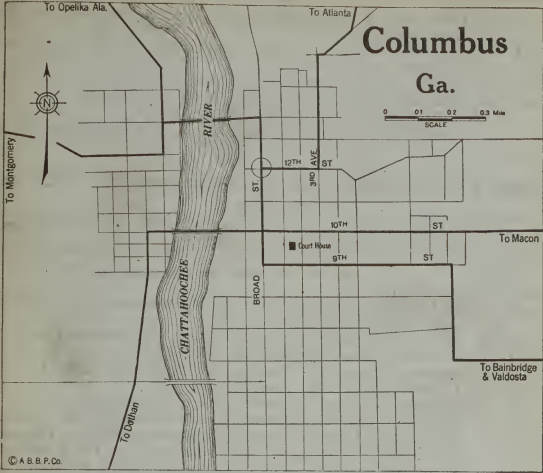 To Opelika Ala.
To Atlanta
Columbus
Ga.
0 0.1 0.2 0.3 Mile
SCALE
N
RIVER
To Montgomery
12TH ST
3RD AVE
ST.
10TH ST
To Macon
Court House
9TH ST
BROAD
CHATTAHOOCHEE
To Bainbridge
& Valdosta
To Dothan
© A. B. B. P. Co.